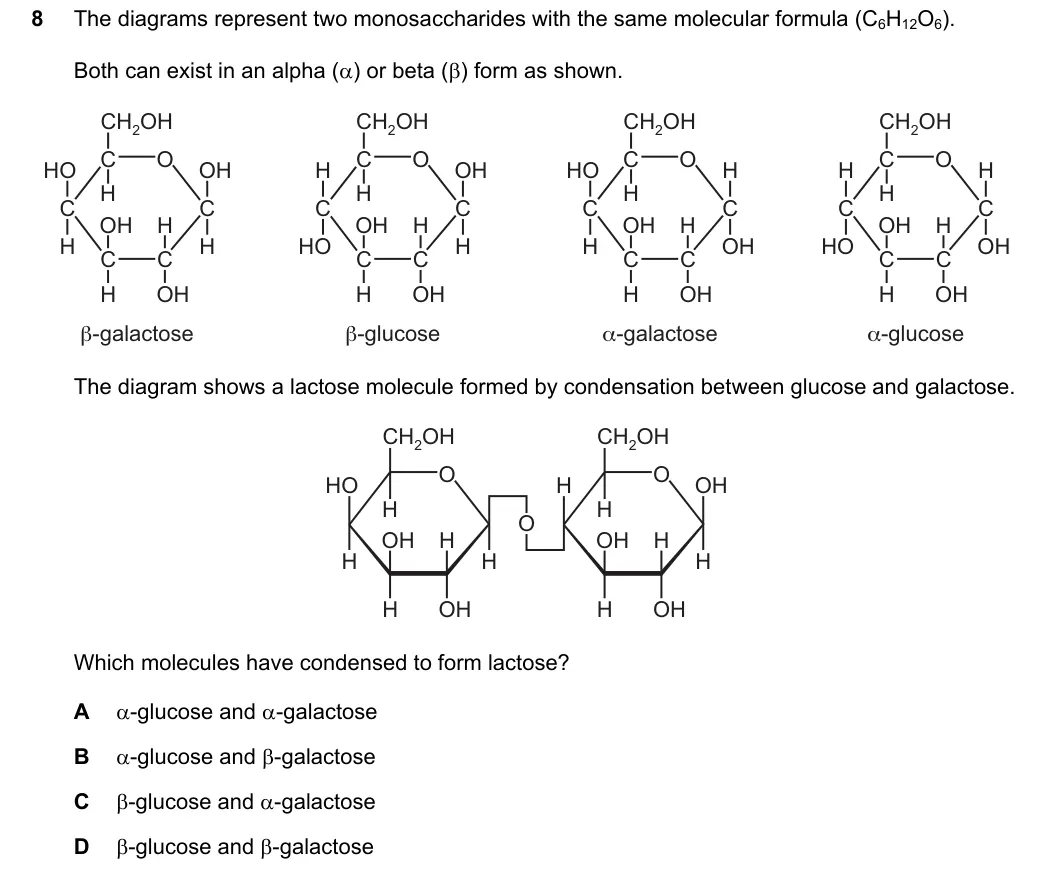 8 The diagrams represent two monosaccharides with the same molecular formula (C₆H₁₂O₆).
Both can exist in an alpha (α) or beta (β) form as shown.
CH₂OH CH₂OH CH₂OH CH₂OH
C O C O C O C O
HO OH H OH HO H H H
H H H H
C C C C C C C C
OH H OH H OH H OH H
H H HO H H OH HO OH
C C C C C C C C
H OH H OH H OH H OH
β-galactose β-glucose α-galactose α-glucose
The diagram shows a lactose molecule formed by condensation between glucose and galactose.
CH₂OH CH₂OH
O O
HO H OH
H H
O
OH H OH H
H H H
H OH H OH
Which molecules have condensed to form lactose?
A α-glucose and α-galactose
B α-glucose and β-galactose
C β-glucose and α-galactose
D β-glucose and β-galactose